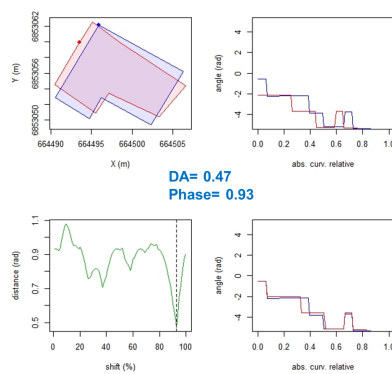 Y (m)
6853050 6853056 6853062
664490 664495 664500 664505
X (m)
angle (rad)
4
2
0
-2
-4
0.0 0.2 0.4 0.6 0.8 1.0
abs. curv. relative
DA= 0.47
Phase= 0.93
distance (rad)
0.5 0.7 0.9 1.1
0 20 40 60 80 100
shift (%)
angle (rad)
4
2
0
-2
-4
0.0 0.2 0.4 0.6 0.8 1.0
abs. curv. relative